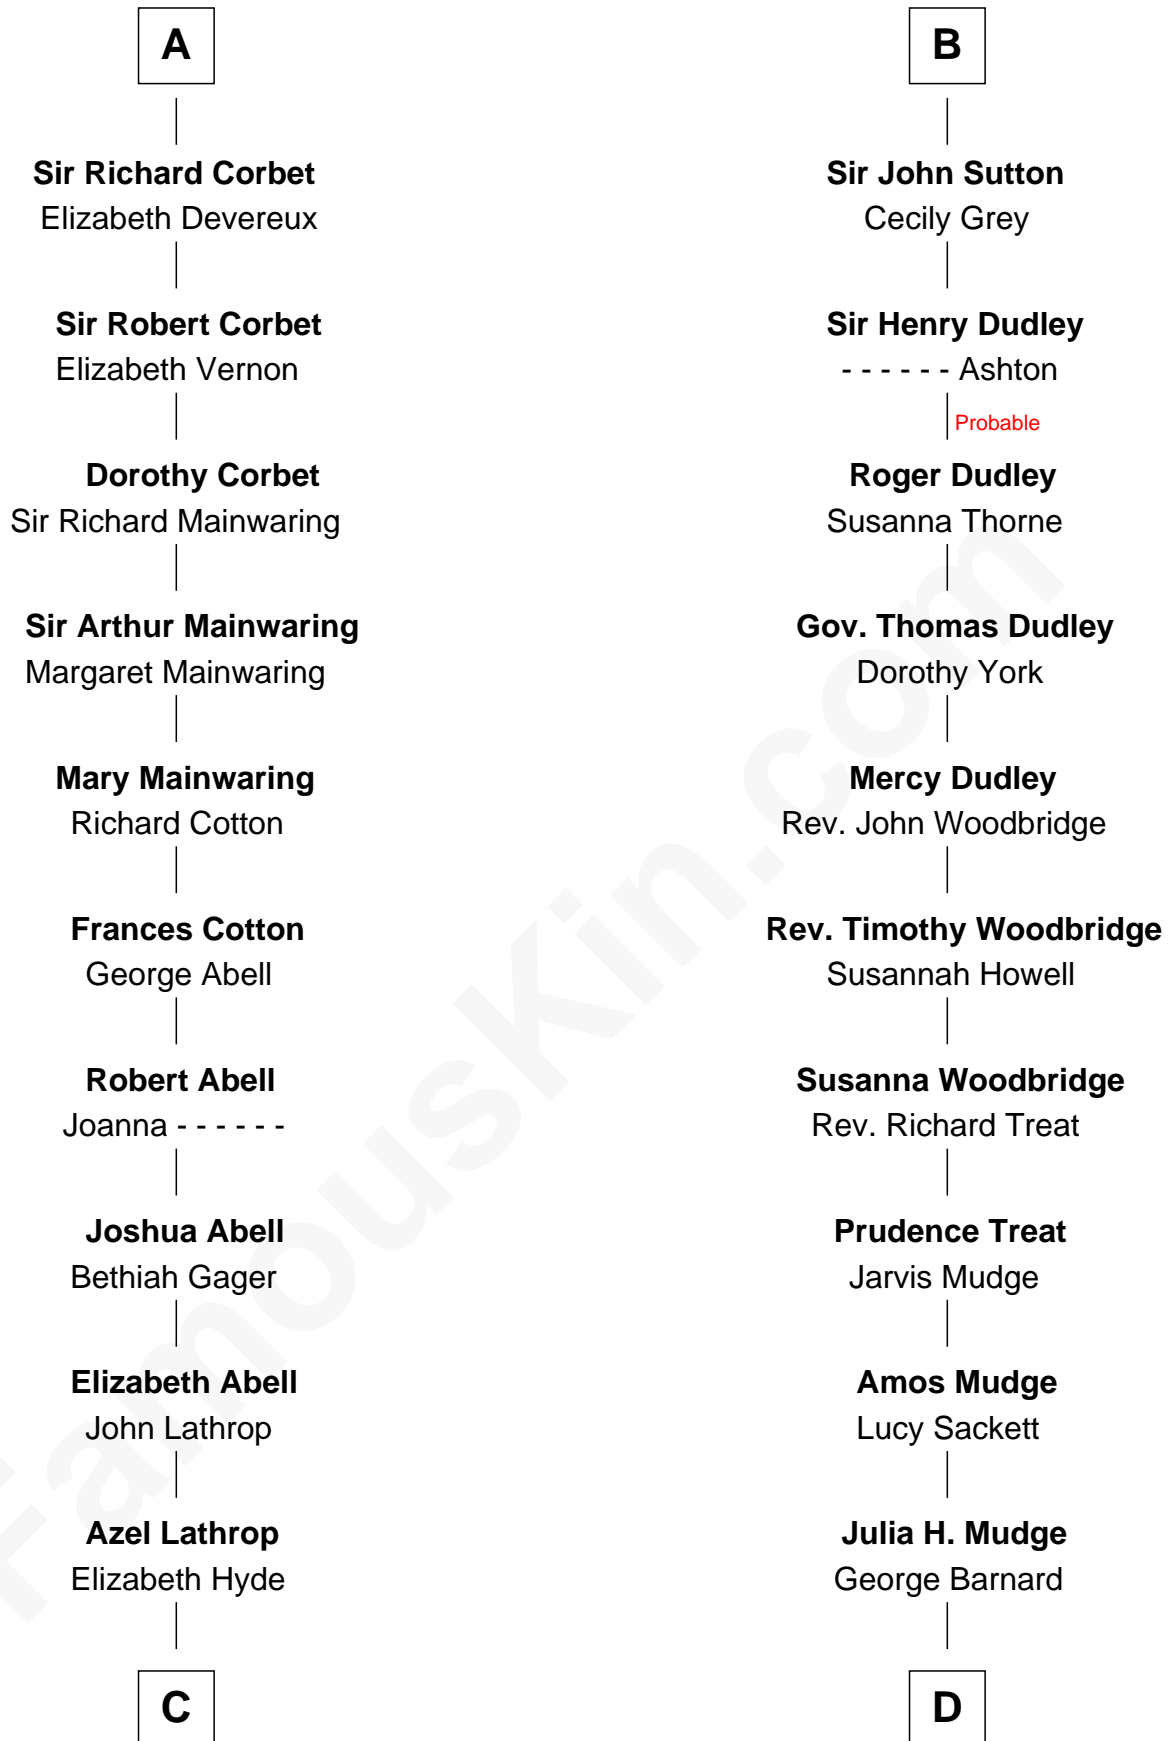 A
Sir Richard Corbet
Elizabeth Devereux
Sir Robert Corbet
Elizabeth Vernon
Dorothy Corbet
Sir Richard Mainwaring
Sir Arthur Mainwaring
Margaret Mainwaring
Mary Mainwaring
Richard Cotton
Frances Cotton
George Abell
Robert Abell
Joanna - - - - - -
Joshua Abell
Bethiah Gager
Elizabeth Abell
John Lathrop
Azel Lathrop
Elizabeth Hyde
C
B
Sir John Sutton
Cecily Grey
Sir Henry Dudley
- - - - - - Ashton
Probable
Roger Dudley
Susanna Thorne
Gov. Thomas Dudley
Dorothy York
Mercy Dudley
Rev. John Woodbridge
Rev. Timothy Woodbridge
Susannah Howell
Susanna Woodbridge
Rev. Richard Treat
Prudence Treat
Jarvis Mudge
Amos Mudge
Lucy Sackett
Julia H. Mudge
George Barnard
D
FamousKin.com